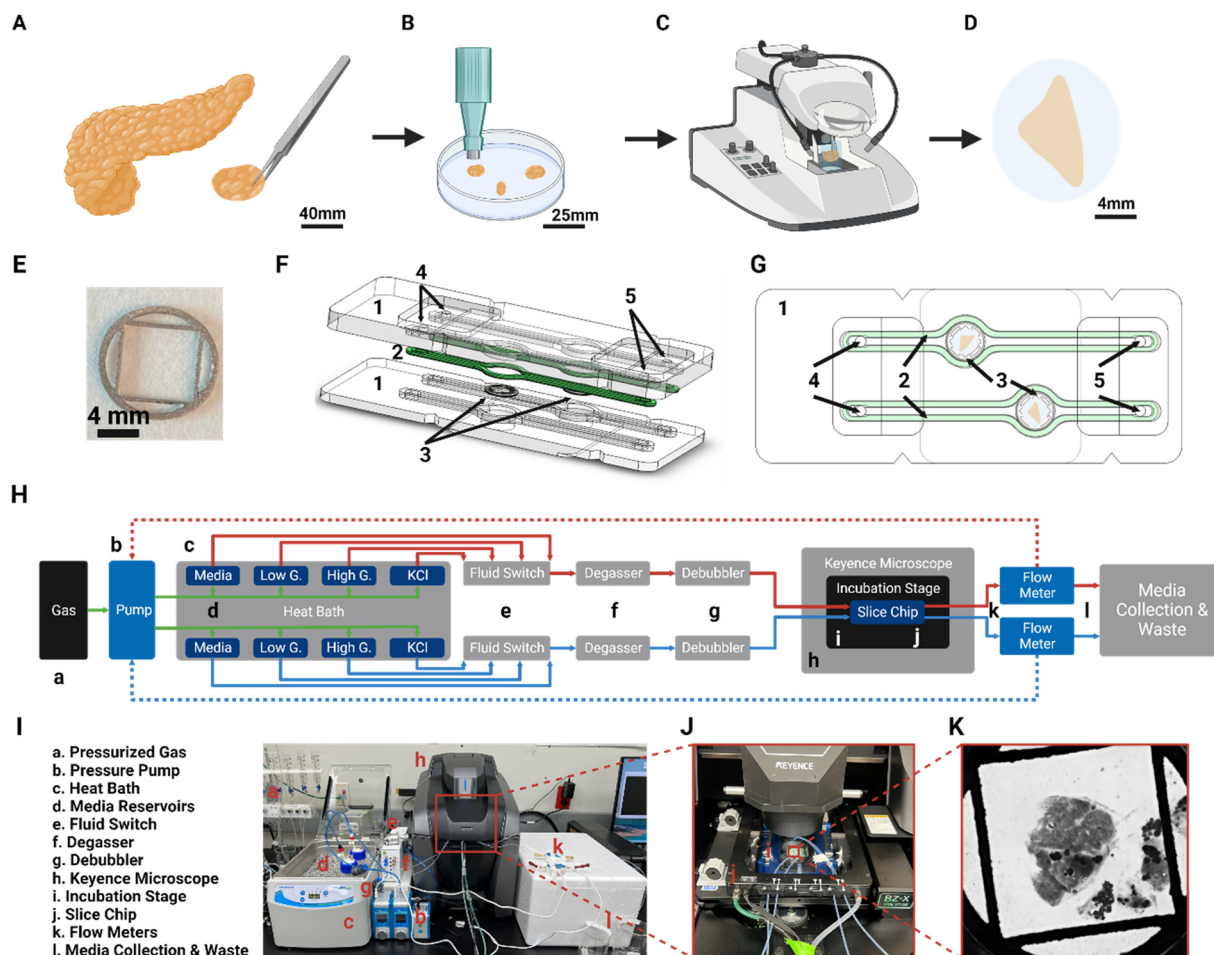 A
B
C
D
40mm
25mm
4mm
E
F
G
4 mm
4
1
5
2
1
3
1
4
2
3
5
H
b
c
Media
Low G.
High G.
KCl
Fluid Switch
Degasser
Debubbler
Keyence Microscope
Incubation Stage
Flow
Meter
Gas
Pump
d
Heat Bath
e
f
g
Slice Chip
k
l
Media
Collection &
Waste
i
j
Media
Low G.
High G.
KCl
Fluid Switch
Degasser
Debubbler
h
Flow
Meter
a
I
J
K
a. Pressurized Gas
b. Pressure Pump
c. Heat Bath
d. Media Reservoirs
e. Fluid Switch
f. Degasser
g. Debubbler
h. Keyence Microscope
i. Incubation Stage
j. Slice Chip
k. Flow Meters
l. Media Collection & Waste
h
a
e
d
f
g
c
b
k
l
KEYENCE
j
i
BZ-X